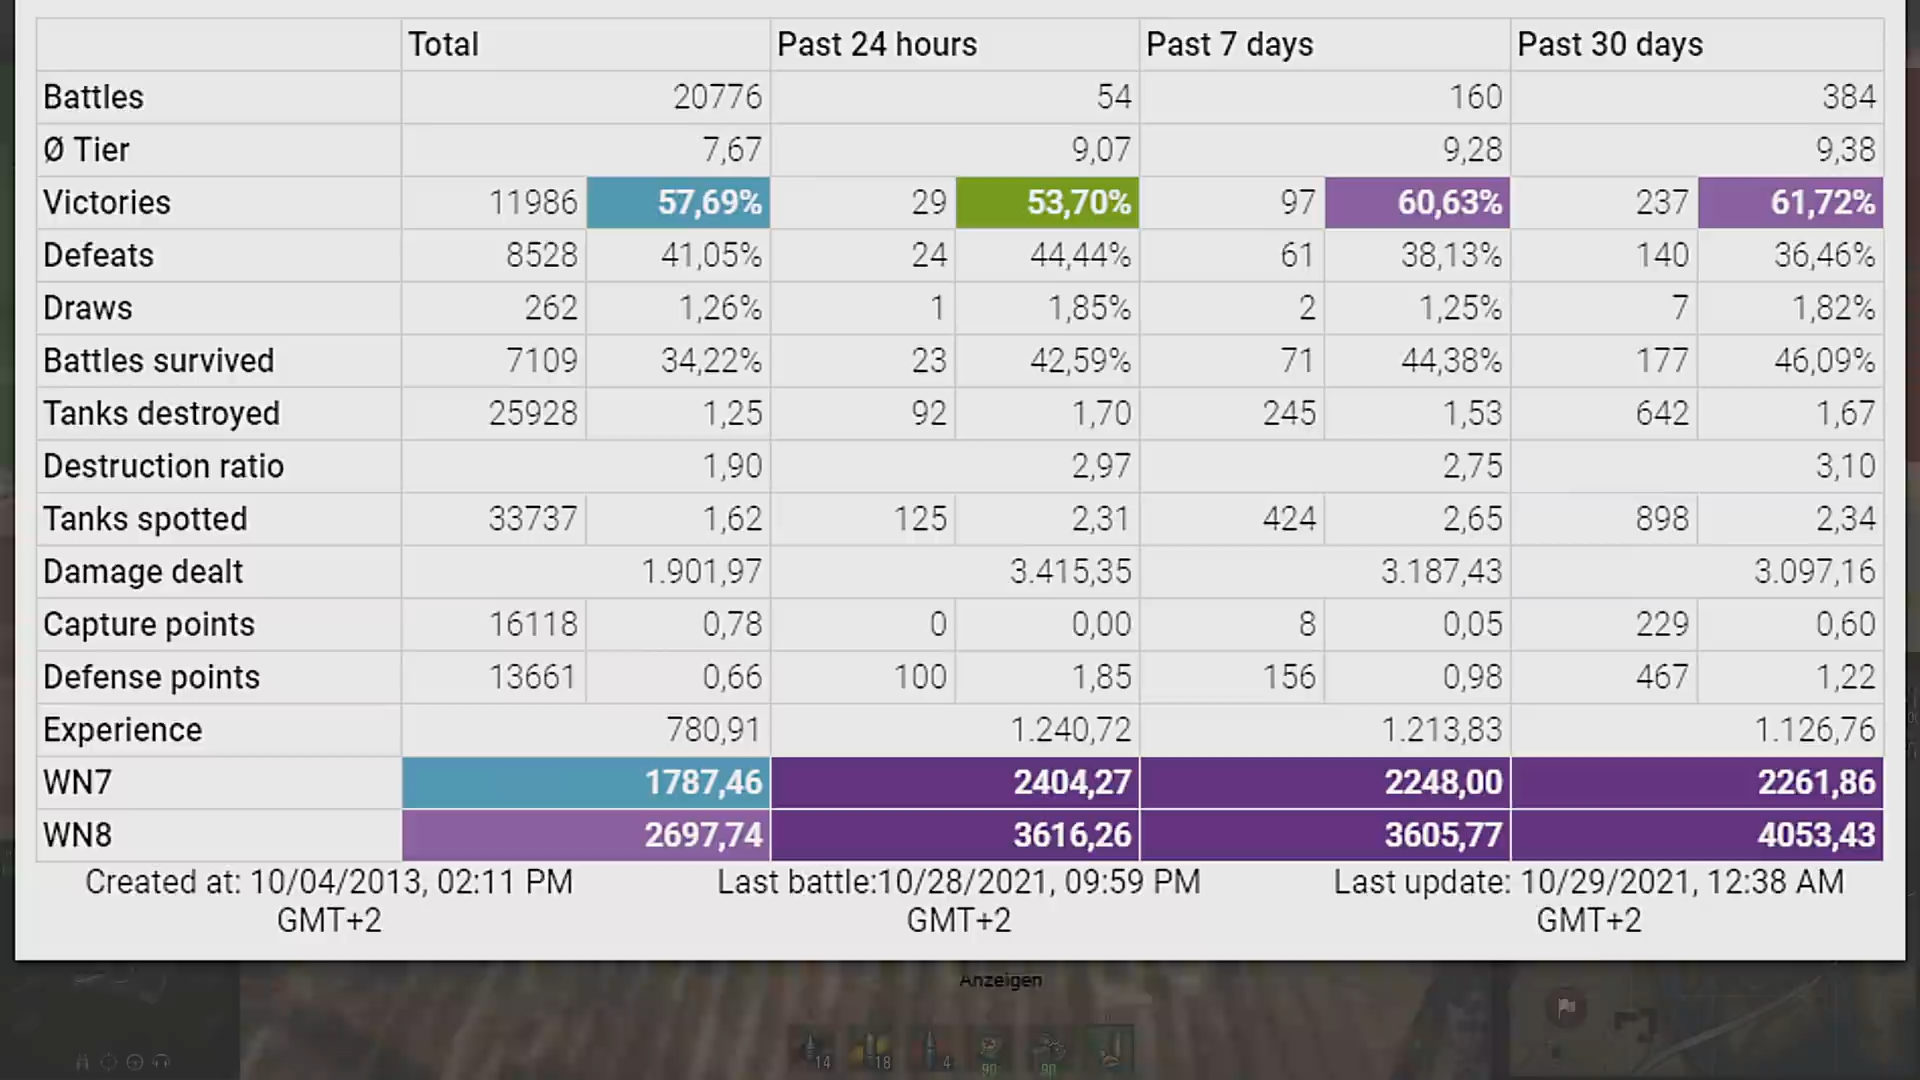 Total Past 24 hours Past 7 days Past 30 days
Battles 20776 54 160 384
Ø Tier 7,67 9,07 9,28 9,38
Victories 11986 57,69% 29 53,70% 97 60,63% 237 61,72%
Defeats 8528 41,05% 24 44,44% 61 38,13% 140 36,46%
Draws 262 1,26% 1 1,85% 2 1,25% 7 1,82%
Battles survived 7109 34,22% 23 42,59% 71 44,38% 177 46,09%
Tanks destroyed 25928 1,25 92 1,70 245 1,53 642 1,67
Destruction ratio 1,90 2,97 2,75 3,10
Tanks spotted 33737 1,62 125 2,31 424 2,65 898 2,34
Damage dealt 1.901,97 3.415,35 3.187,43 3.097,16
Capture points 16118 0,78 0 0,00 8 0,05 229 0,60
Defense points 13661 0,66 100 1,85 156 0,98 467 1,22
Experience 780,91 1.240,72 1.213,83 1.126,76
WN7 1787,46 2404,27 2248,00 2261,86
WN8 2697,74 3616,26 3605,77 4053,43
Created at: 10/04/2013, 02:11 PM Last battle:10/28/2021, 09:59 PM Last update: 10/29/2021, 12:38 AM
GMT+2 GMT+2 GMT+2
Anzeigen
14 18 4 90 90